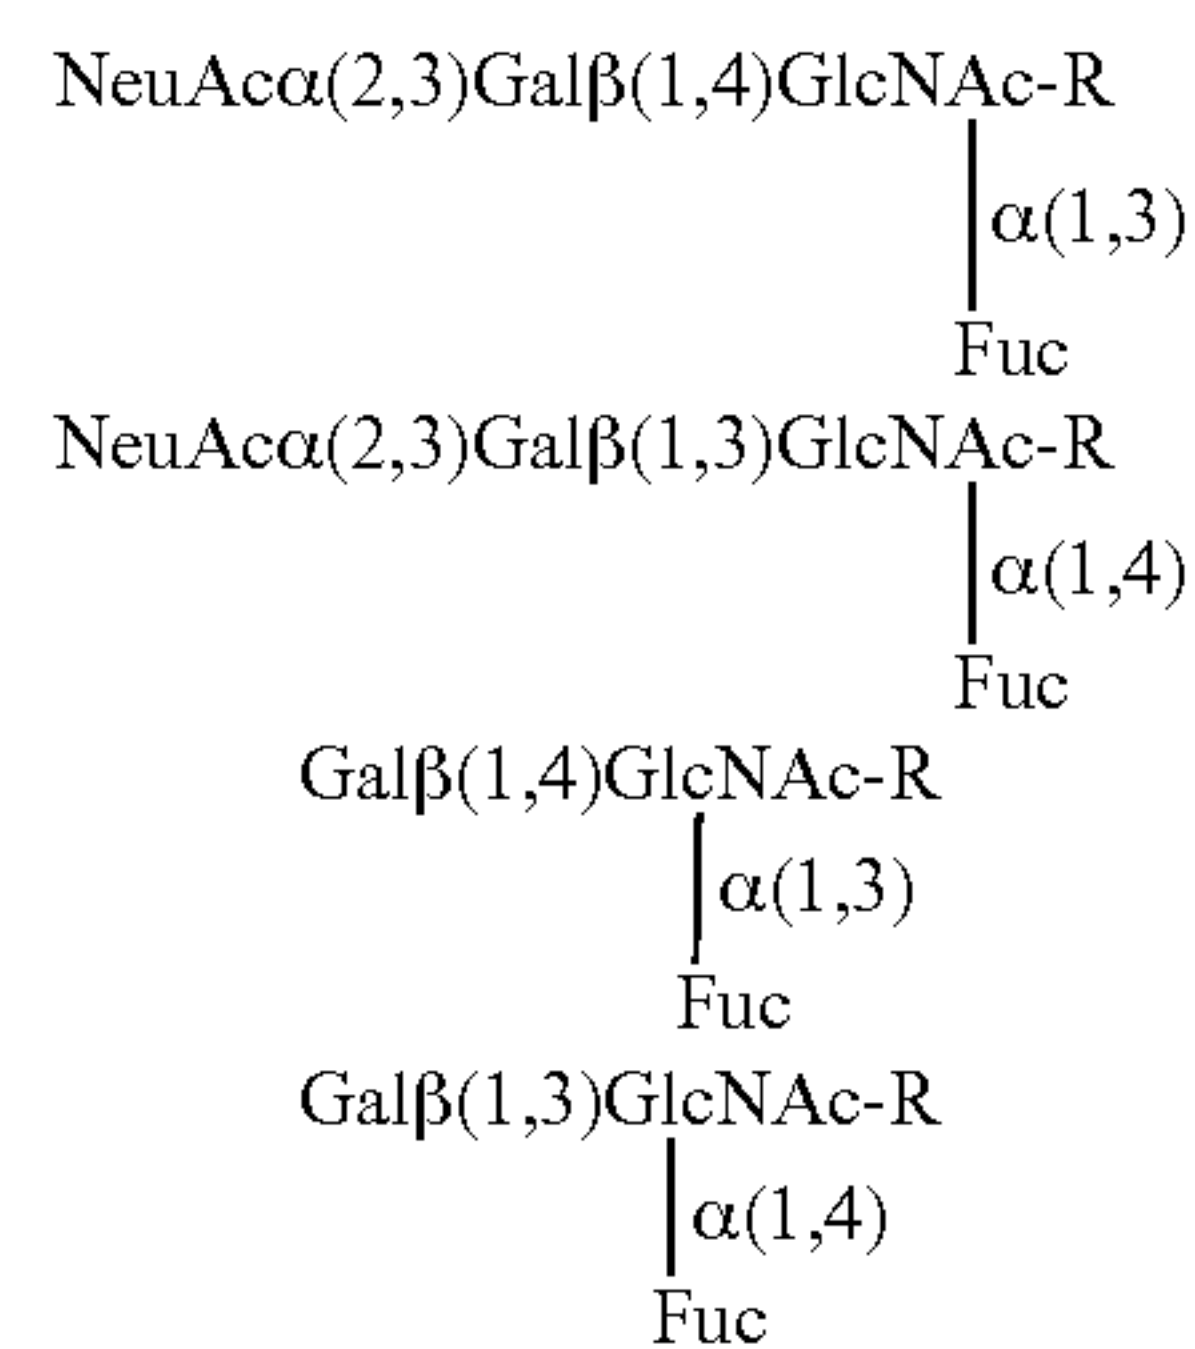 NeuAcα(2,3)Galβ(1,4)GlcNAc-R
α(1,3)
Fuc
NeuAcα(2,3)Galβ(1,3)GlcNAc-R
α(1,4)
Fuc
Galβ(1,4)GlcNAc-R
α(1,3)
Fuc
Galβ(1,3)GlcNAc-R
α(1,4)
Fuc